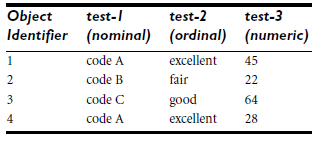 Object test-1 test-2 test-3
Identifier (nominal) (ordinal) (numeric)
1 code A excellent 45
2 code B fair 22
3 code C good 64
4 code A excellent 28